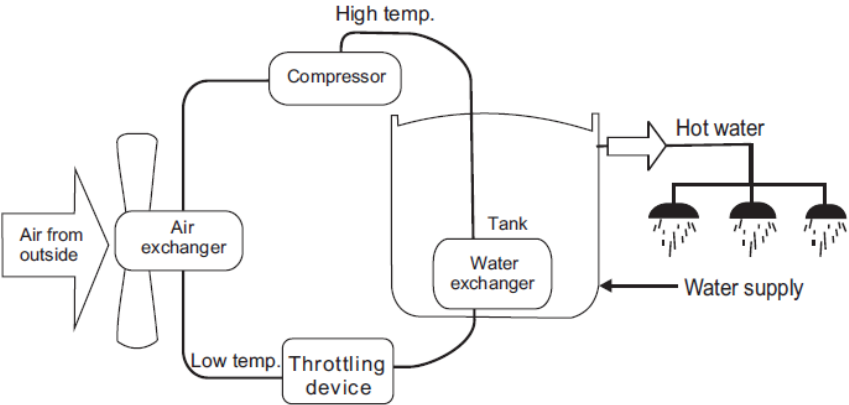 High temp.
Compressor
Hot water
Air from
outside
Air
exchanger
Tank
Water
exchanger
Water supply
Low temp.
Throttling
device